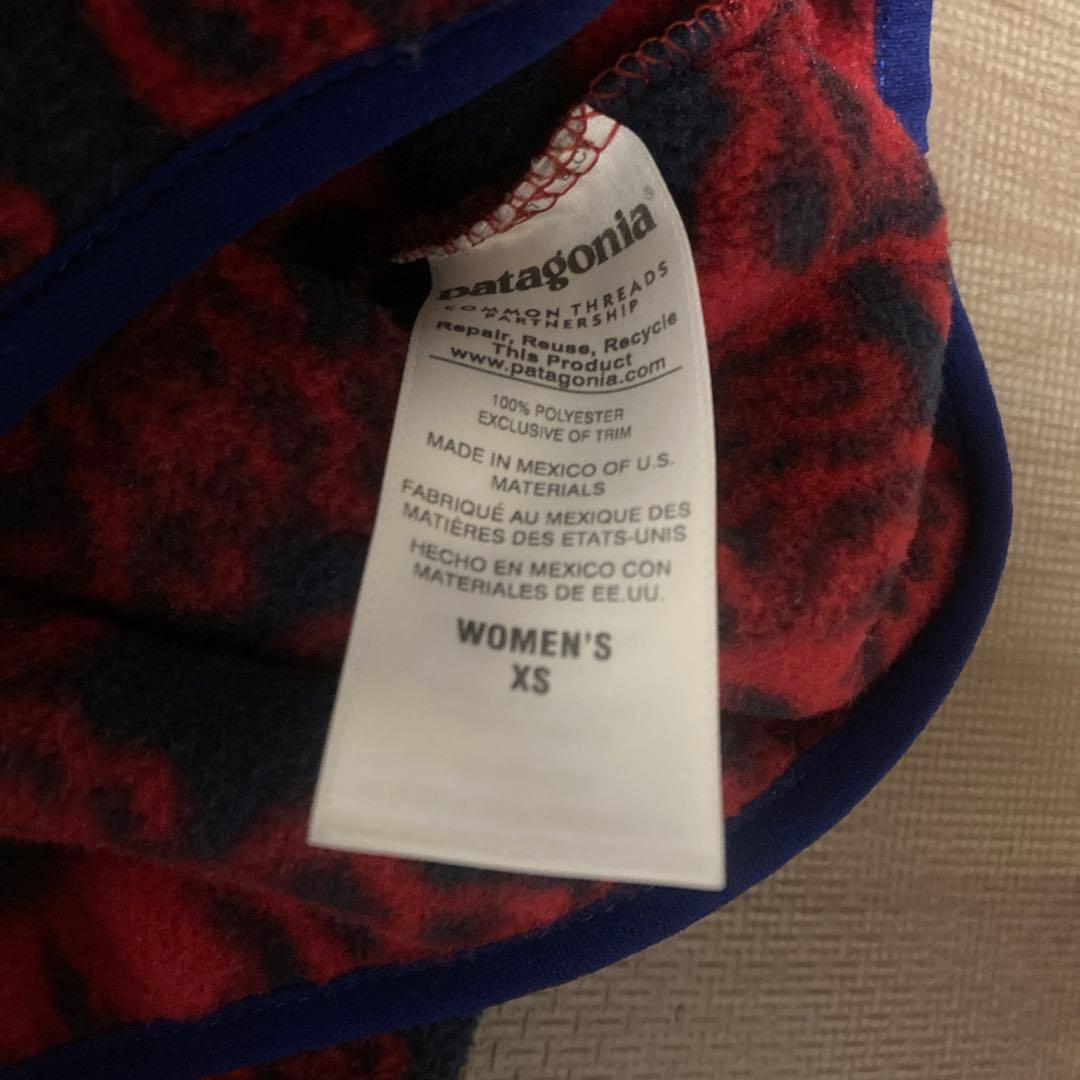 patagonia®
COMMON THREADS
PARTNERSHIP
Repair, Reuse, Recycle
This Product
www.patagonia.com
100% POLYESTER
EXCLUSIVE OF TRIM
MADE IN MEXICO OF U.S.
MATERIALS
FABRIQUÉ AU MEXIQUE DES
MATIÈRES DES ETATS-UNIS
HECHO EN MEXICO CON
MATERIALES DE EE.UU.
WOMEN'S
XS